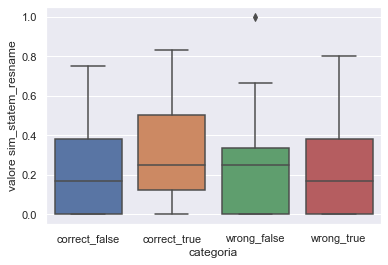 1.0
0.8
0.6
0.4
0.2
0.0
valore sim_statem_resname
correct_false correct_true wrong_false wrong_true
categoria